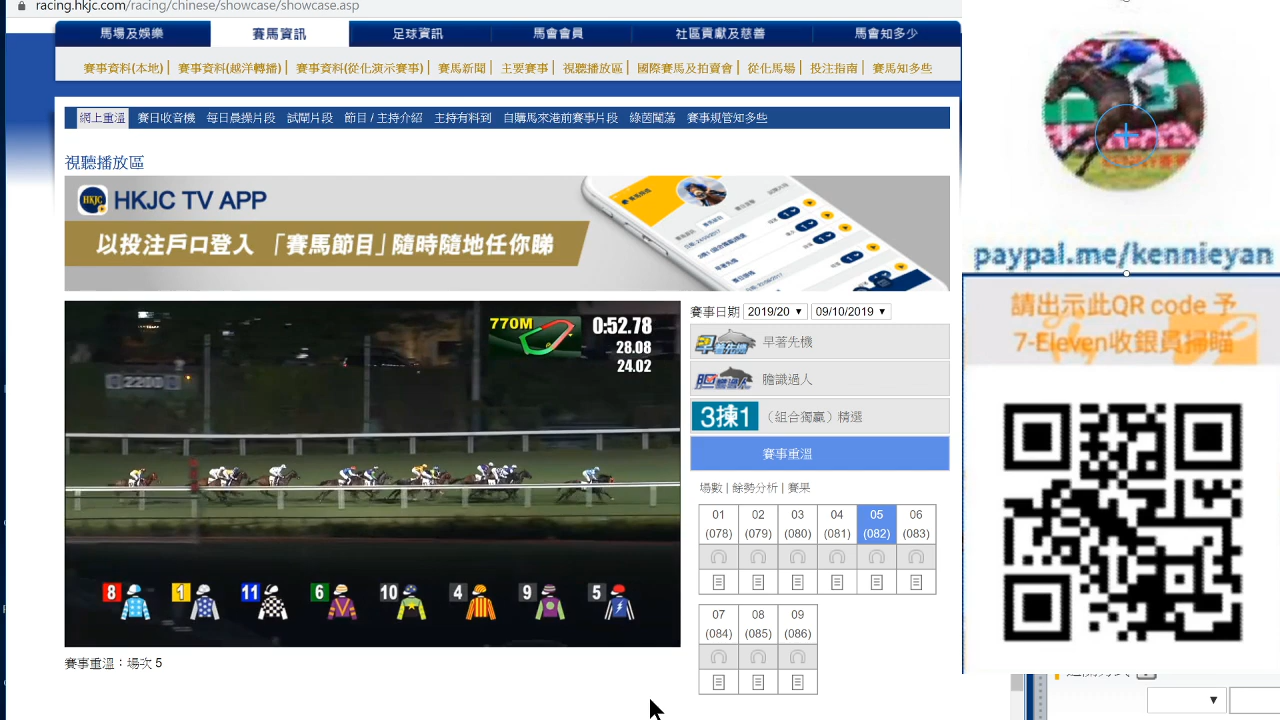 racing.hkjc.com/racing/chinese/showcase/showcase.asp
馬場及娛樂 賽馬資訊 足球資訊 馬會會員 社區貢獻及慈善 馬會知多少
賽事資料(本地) 賽事資料(越洋轉播) 賽事資料(從化演示賽事) 賽馬新聞 主要賽事 視聽播放區 國際賽馬及拍賣會 從化馬場 投注指南 賽馬知多些
網上重溫 賽日收音機 每日晨操片段 試閘片段 節目 / 主持介紹 主持有料到 自購馬來港前賽事片段 綠茵闖蕩 賽事規管知多些
視聽播放區
HKJC
HKJC TV APP
以投注戶口登入 「賽馬節目」隨時隨地任你睇
770M
0:52.78
28.08
24.02
2200
8 1 11 6 10 4 9 5
賽事重溫：場次 5
賽事日期 2019/20 09/10/2019
早著先機
膽識過人
3揀1 （組合獨贏）精選
賽事重溫
場數 | 餘勢分析 | 賽果
01 02 03 04 05 06
(078) (079) (080) (081) (082) (083)
07 08 09
(084) (085) (086)
paypal.me/kennieyan
請出示此QR code 予
7-Eleven收銀員掃瞄